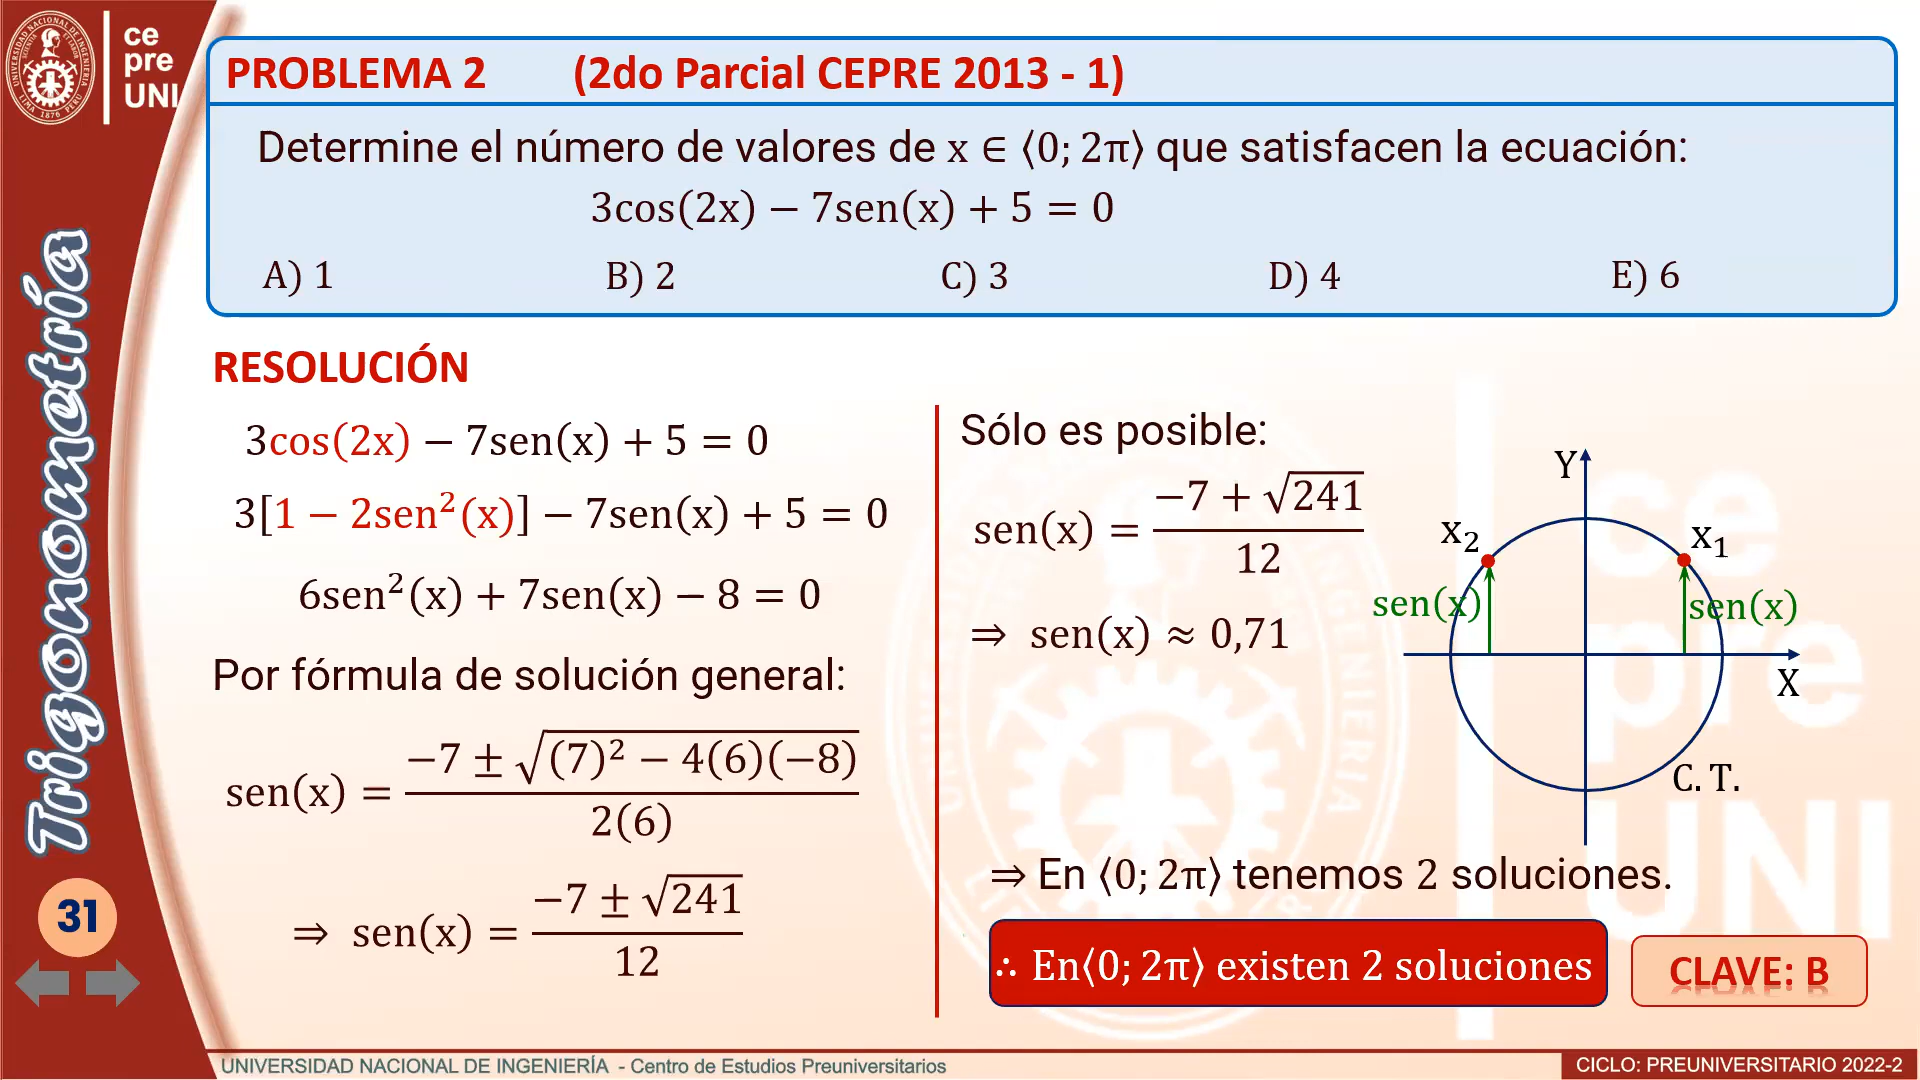 ce
pre
UNI
PROBLEMA 2 (2do Parcial CEPRE 2013 - 1)
Determine el número de valores de x ∈ ⟨0; 2π⟩ que satisfacen la ecuación:
3cos(2x) − 7sen(x) + 5 = 0
A) 1 B) 2 C) 3 D) 4 E) 6
RESOLUCIÓN
3cos(2x) − 7sen(x) + 5 = 0
3[1 − 2sen²(x)] − 7sen(x) + 5 = 0
6sen²(x) + 7sen(x) − 8 = 0
Por fórmula de solución general:
sen(x) = (−7 ± √((7)² − 4(6)(−8))) / 2(6)
⇒ sen(x) = (−7 ± √241) / 12
Sólo es posible:
sen(x) = (−7 + √241) / 12
⇒ sen(x) ≈ 0,71
Y
x₂ x₁
sen(x) sen(x)
X
C. T.
⇒ En ⟨0; 2π⟩ tenemos 2 soluciones.
∴ En⟨0; 2π⟩ existen 2 soluciones
CLAVE: B
Trigonometría
31
UNIVERSIDAD NACIONAL DE INGENIERÍA - Centro de Estudios Preuniversitarios
CICLO: PREUNIVERSITARIO 2022-2